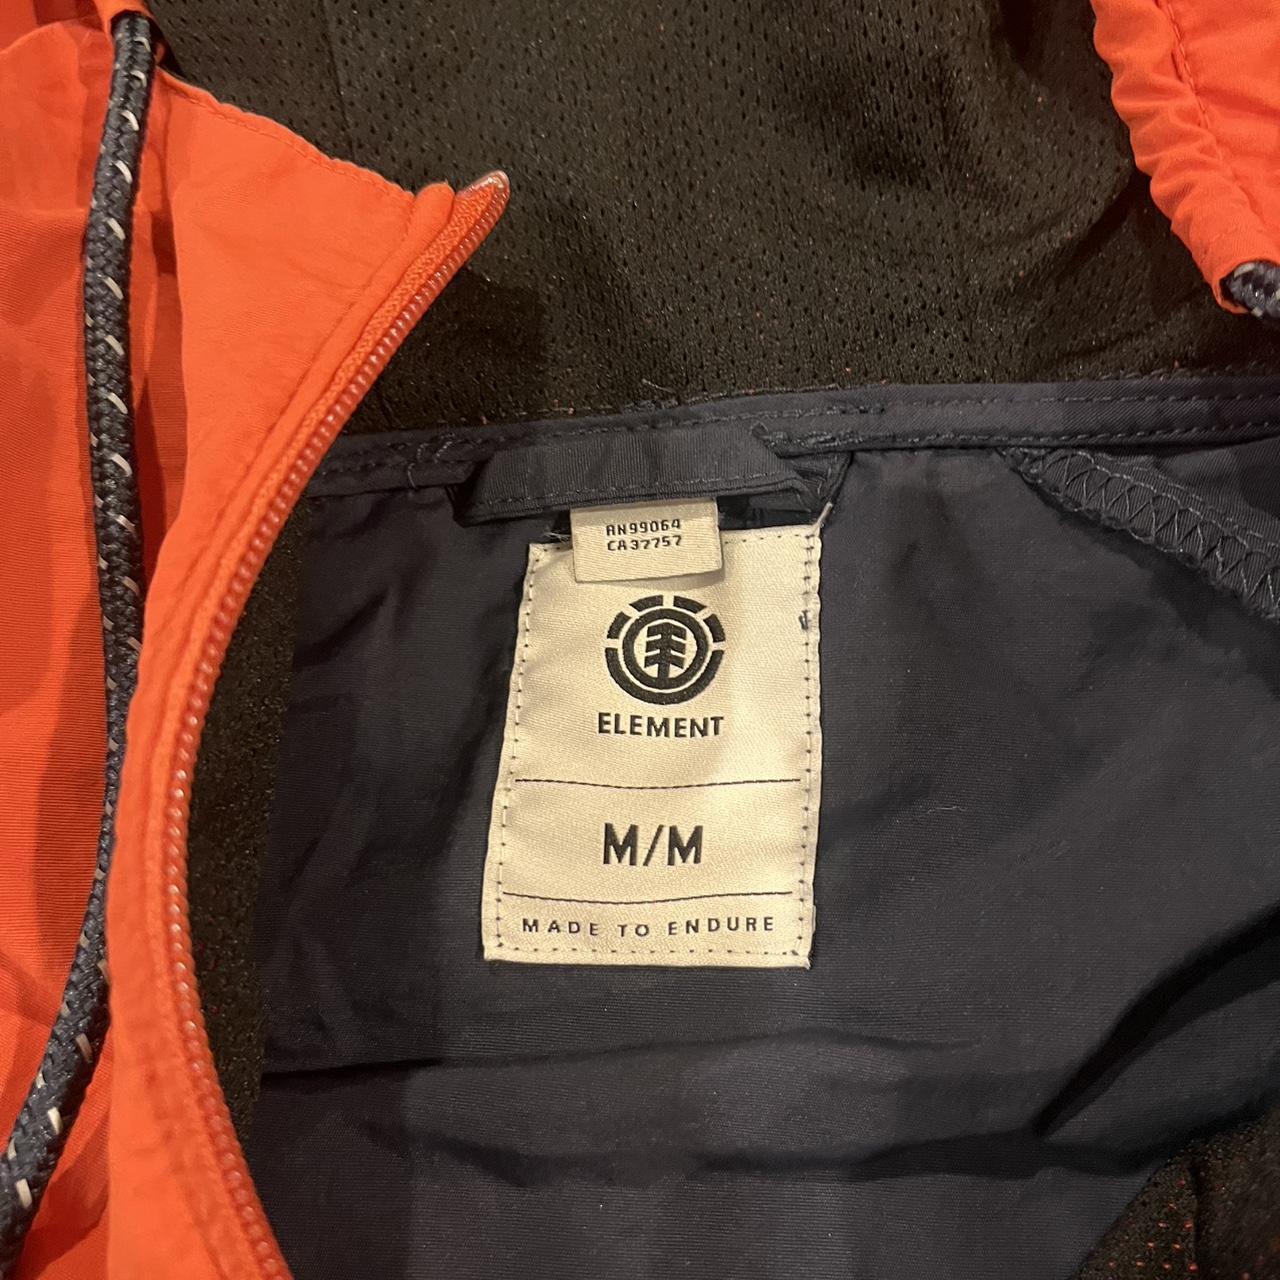 RN99064
CA37757
ELEMENT
M/M
MADE TO ENDURE